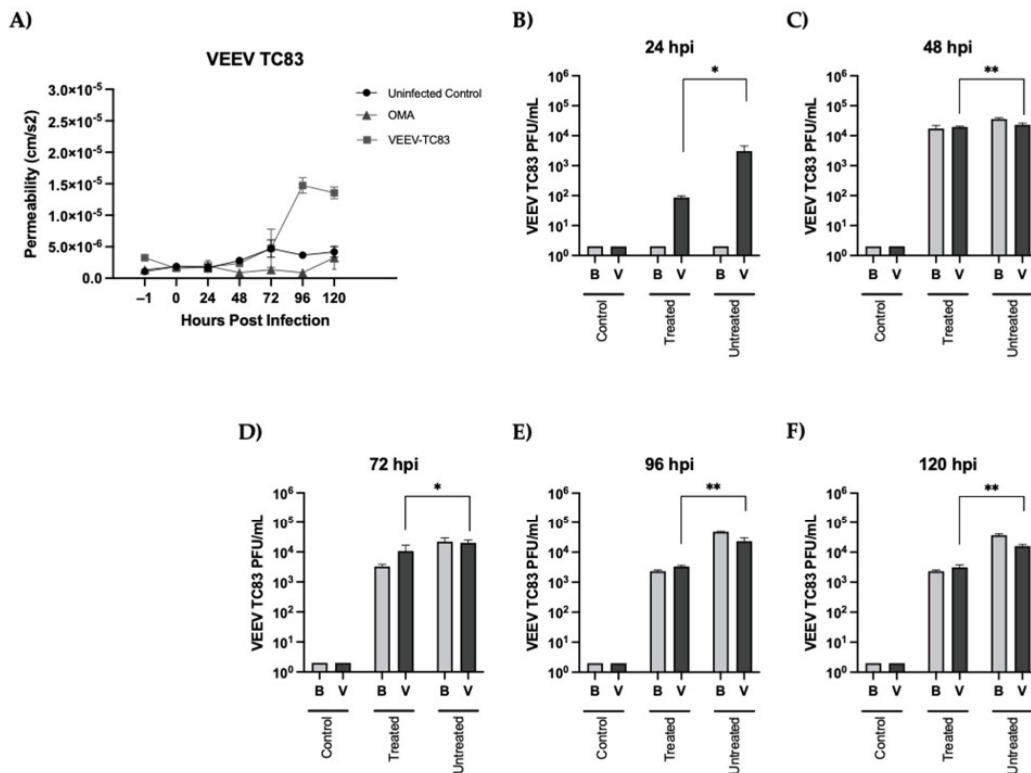 A)
VEEV TC83
Permeability (cm/s2)
3.0×10⁻⁵
2.5×10⁻⁵
2.0×10⁻⁵
1.5×10⁻⁵
1.0×10⁻⁵
5.0×10⁻⁶
0.0
−1 0 24 48 72 96 120
Hours Post Infection
Uninfected Control
OMA
VEEV-TC83
B)
24 hpi
VEEV TC83 PFU/mL
10⁶
10⁵
10⁴
10³
10²
10¹
10⁰
*
B V B V B V
Control Treated Untreated
C)
48 hpi
VEEV TC83 PFU/mL
10⁶
10⁵
10⁴
10³
10²
10¹
10⁰
**
B V B V B V
Control Treated Untreated
D)
72 hpi
VEEV TC83 PFU/mL
10⁶
10⁵
10⁴
10³
10²
10¹
10⁰
*
B V B V B V
Control Treated Untreated
E)
96 hpi
VEEV TC83 PFU/mL
10⁶
10⁵
10⁴
10³
10²
10¹
10⁰
**
B V B V B V
Control Treated Untreated
F)
120 hpi
VEEV TC83 PFU/mL
10⁶
10⁵
10⁴
10³
10²
10¹
10⁰
**
B V B V B V
Control Treated Untreated